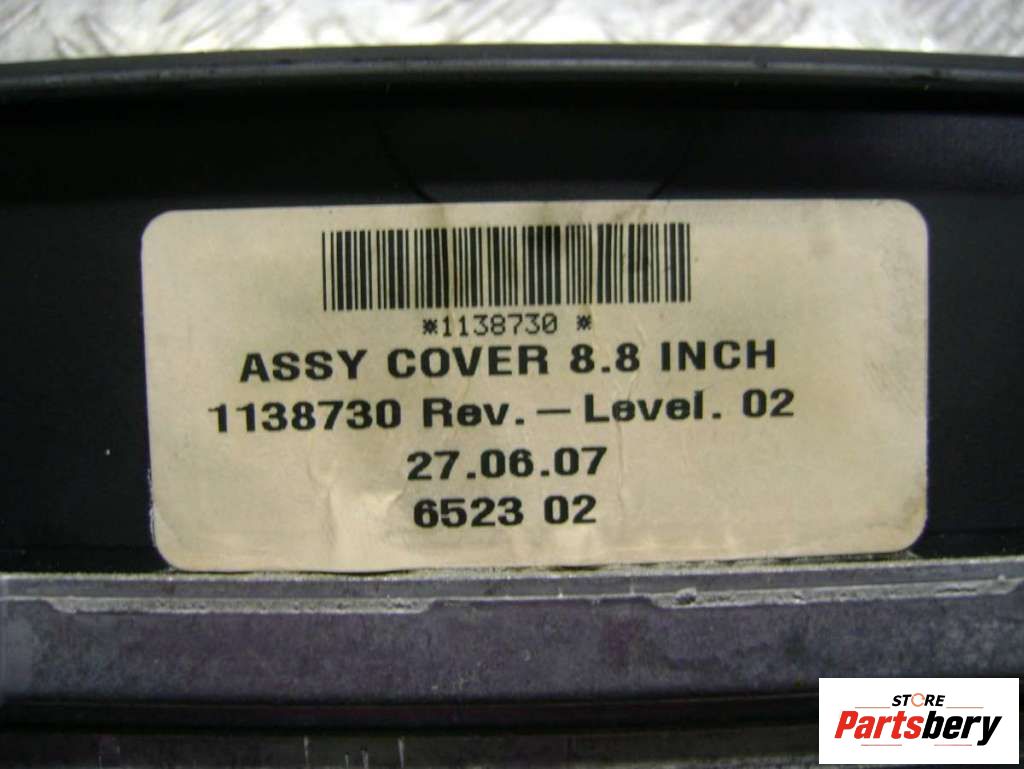 *1138730 *
ASSY COVER 8.8 INCH
1138730 Rev. – Level. 02
27.06.07
6523 02
STORE
Partsbery